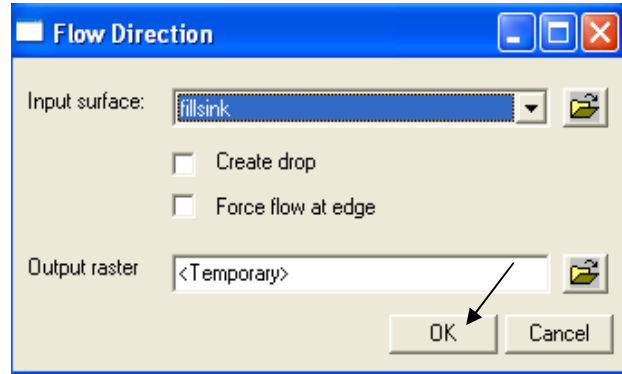 Flow Direction
Input surface: fillsink
Create drop
Force flow at edge
Output raster <Temporary>
OK Cancel